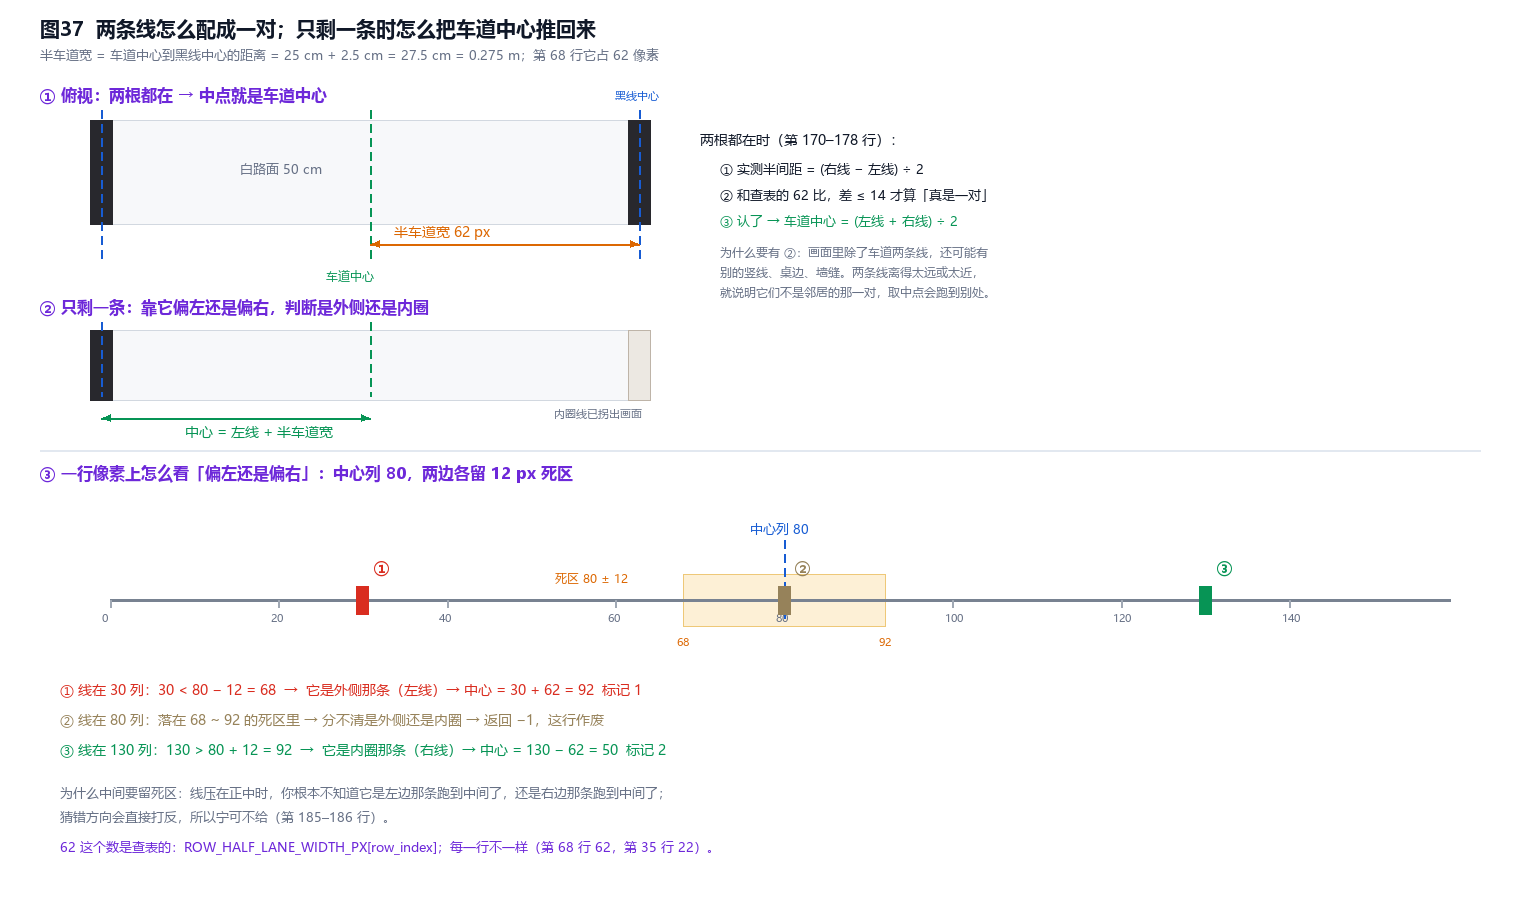 图37 两条线怎么配成一对；只剩一条时怎么把车道中心推回来
半车道宽 = 车道中心到黑线中心的距离 = 25 cm + 2.5 cm = 27.5 cm = 0.275 m；第 68 行它占 62 像素
① 俯视：两根都在 → 中点就是车道中心
黑线中心
白路面 50 cm
半车道宽 62 px
车道中心
两根都在时（第 170–178 行）：
① 实测半间距 = (右线 − 左线) ÷ 2
② 和查表的 62 比，差 ≤ 14 才算「真是一对」
③ 认了 → 车道中心 = (左线 + 右线) ÷ 2
为什么要有 ②：画面里除了车道两条线，还可能有
别的竖线、桌边、墙缝。两条线离得太远或太近，
就说明它们不是邻居的那一对，取中点会跑到别处。
② 只剩一条：靠它偏左还是偏右，判断是外侧还是内圈
内圈线已拐出画面
中心 = 左线 + 半车道宽
③ 一行像素上怎么看「偏左还是偏右」：中心列 80，两边各留 12 px 死区
中心列 80
① ② ③
死区 80 ± 12
0 20 40 60 80 100 120 140
68 92
① 线在 30 列：30 < 80 − 12 = 68 → 它是外侧那条（左线）→ 中心 = 30 + 62 = 92 标记 1
② 线在 80 列：落在 68 ~ 92 的死区里 → 分不清是外侧还是内圈 → 返回 −1，这行作废
③ 线在 130 列：130 > 80 + 12 = 92 → 它是内圈那条（右线）→ 中心 = 130 − 62 = 50 标记 2
为什么中间要留死区：线压在正中时，你根本不知道它是左边那条跑到中间了，还是右边那条跑到中间了；
猜错方向会直接打反，所以宁可不给（第 185–186 行）。
62 这个数是查表的：ROW_HALF_LANE_WIDTH_PX[row_index]；每一行不一样（第 68 行 62，第 35 行 22）。